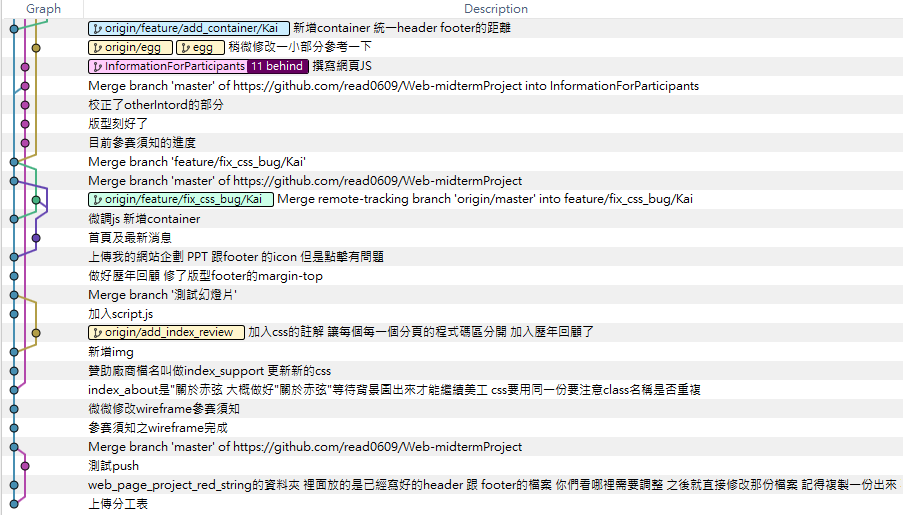 Graph Description
origin/feature/add_container/Kai 新增container 統一header footer的距離
origin/egg egg 稍微修改一小部分參考一下
InformationForParticipants 11 behind 撰寫網頁JS
Merge branch 'master' of https://github.com/read0609/Web-midtermProject into InformationForParticipants
校正了otherIntord的部分
版型刻好了
目前參賽須知的進度
Merge branch 'feature/fix_css_bug/Kai'
Merge branch 'master' of https://github.com/read0609/Web-midtermProject
origin/feature/fix_css_bug/Kai Merge remote-tracking branch 'origin/master' into feature/fix_css_bug/Kai
微調js 新增container
首頁及最新消息
上傳我的網站企劃 PPT 跟footer 的icon 但是點擊有問題
做好歷年回顧 修了版型footer的margin-top
Merge branch '測試幻燈片'
加入script.js
origin/add_index_review 加入css的註解 讓每個每一個分頁的程式碼區分開 加入歷年回顧了
新增img
贊助廠商檔名叫做index_support 更新新的css
index_about是"關於赤弦 大概做好"關於赤弦"等待背景圖出來才能繼續美工 css要用同一份要注意class名稱是否重複
微微修改wireframe參賽須知
參賽須知之wireframe完成
Merge branch 'master' of https://github.com/read0609/Web-midtermProject
測試push
web_page_project_red_string的資料夾 裡面放的是已經寫好的header 跟 footer的檔案 你們看哪裡需要調整 之後就直接修改那份檔案 記得複製一份出來
上傳分工表